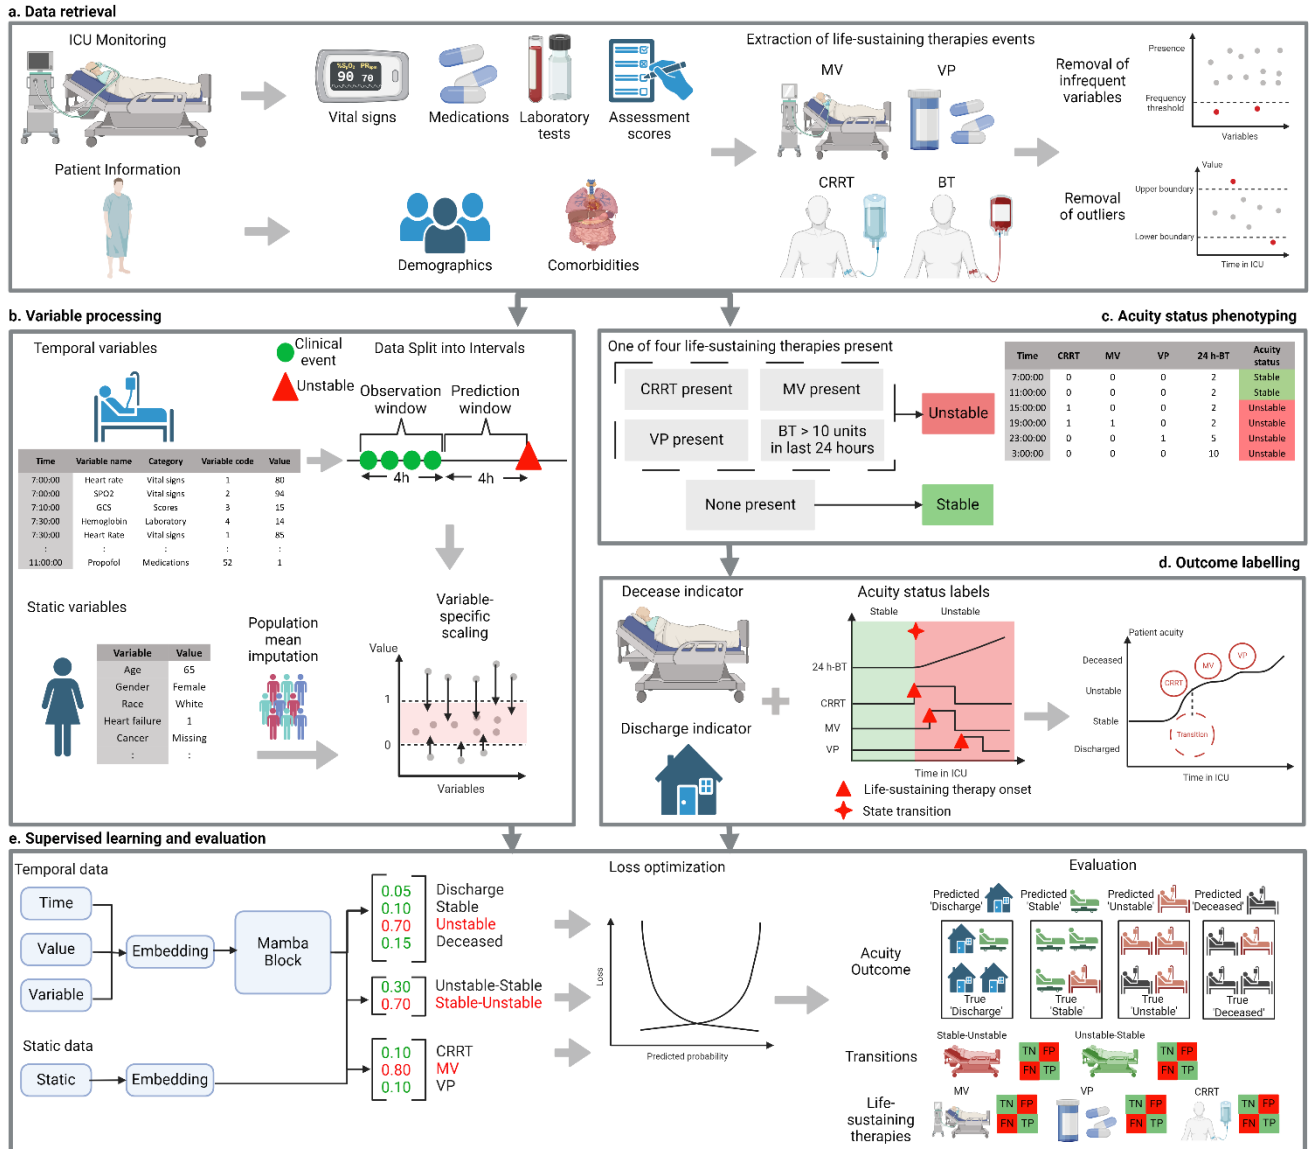 a. Data retrieval
ICU Monitoring
%SpO2 PRbpm
90 70
Vital signs
Medications
Laboratory
tests
Assessment
scores
Patient Information
Demographics
Comorbidities
Extraction of life-sustaining therapies events
MV
VP
CRRT
BT
Removal of
infrequent
variables
Presence
Frequency
threshold
Variables
Removal
of outliers
Value
Upper boundary
Lower boundary
Time in ICU
b. Variable processing
Temporal variables
Clinical
event
Unstable
Data Split into Intervals
Observation
window
Prediction
window
4h
4h
Time Variable name Category Variable code Value
7:00:00 Heart rate Vital signs 1 80
7:00:00 SPO2 Vital signs 2 94
7:10:00 GCS Scores 3 15
7:30:00 Hemoglobin Laboratory 4 14
7:30:00 Heart Rate Vital signs 1 85
: : : : :
11:00:00 Propofol Medications 52 1
Static variables
Variable Value
Age 65
Gender Female
Race White
Heart failure 1
Cancer Missing
: :
Population
mean
imputation
Variable-
specific
scaling
Value
1
0
Variables
c. Acuity status phenotyping
One of four life-sustaining therapies present
CRRT present
MV present
VP present
BT > 10 units
in last 24 hours
Unstable
None present
Stable
Time CRRT MV VP 24 h-BT Acuity
status
7:00:00 0 0 0 2 Stable
11:00:00 0 0 0 2 Stable
15:00:00 1 0 0 2 Unstable
19:00:00 1 1 0 2 Unstable
23:00:00 0 0 1 5 Unstable
3:00:00 0 0 0 10 Unstable
d. Outcome labelling
Decease indicator
Discharge indicator
Acuity status labels
Stable
Unstable
24 h-BT
CRRT
MV
VP
Time in ICU
Life-sustaining therapy onset
State transition
Patient acuity
Deceased
Unstable
Stable
Discharged
CRRT
MV
VP
Transition
Time in ICU
e. Supervised learning and evaluation
Temporal data
Time
Value
Variable
Embedding
Mamba
Block
Static data
Static
Embedding
0.05 Discharge
0.10 Stable
0.70 Unstable
0.15 Deceased
0.30 Unstable-Stable
0.70 Stable-Unstable
0.10 CRRT
0.80 MV
0.10 VP
Loss optimization
Loss
Predicted probability
Evaluation
Predicted
'Discharge'
Predicted
'Stable'
Predicted
'Unstable'
Predicted
'Deceased'
Acuity
Outcome
True
'Discharge'
True
'Stable'
True
'Unstable'
True
'Deceased'
Transitions
Stable-Unstable
TN FP
FN TP
Unstable-Stable
TN FP
FN TP
Life-
sustaining
therapies
MV
TN FP
FN TP
VP
TN FP
FN TP
CRRT
TN FP
FN TP